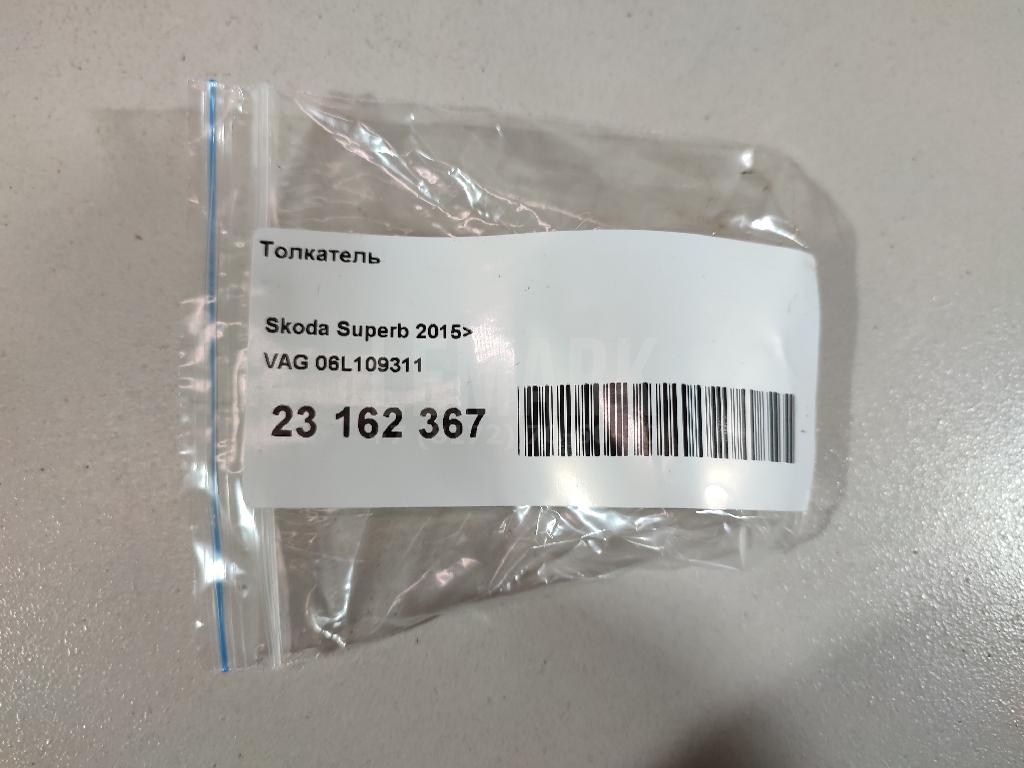 Толкатель
Skoda Superb 2015>
VAG 06L109311
23 162 367